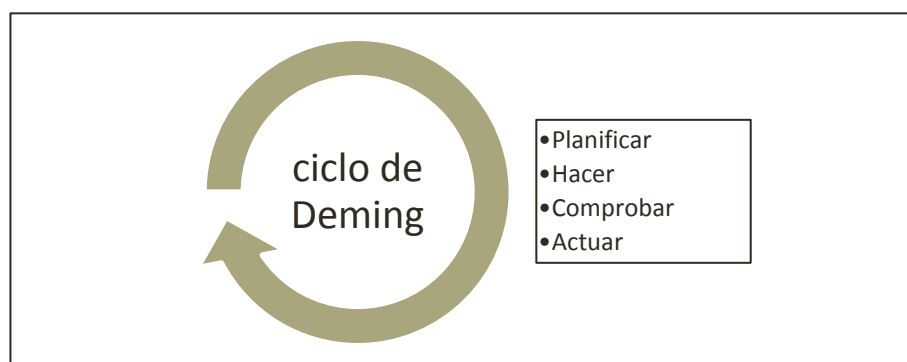 ciclo de
Deming
•Planificar
•Hacer
•Comprobar
•Actuar